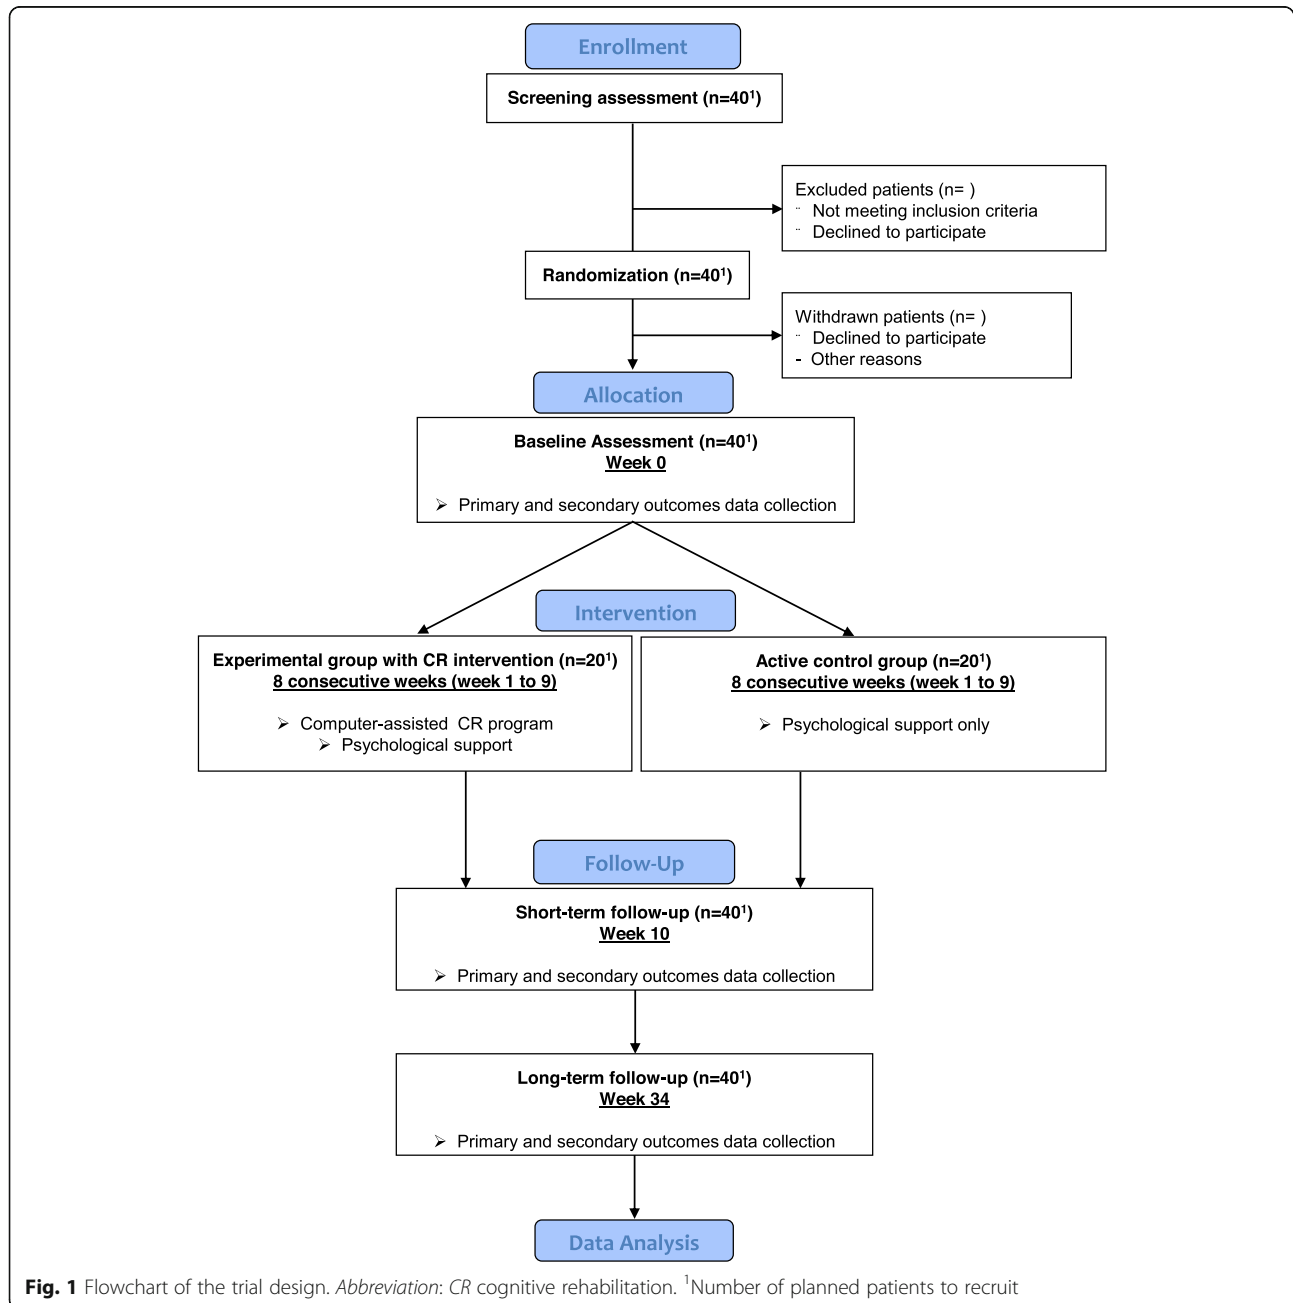 Enrollment
Screening assessment (n=40¹)
Excluded patients (n= )
¨ Not meeting inclusion criteria
¨ Declined to participate
Randomization (n=40¹)
Withdrawn patients (n= )
¨ Declined to participate
- Other reasons
Allocation
Baseline Assessment (n=40¹)
Week 0
➢ Primary and secondary outcomes data collection
Intervention
Experimental group with CR intervention (n=20¹)
8 consecutive weeks (week 1 to 9)
➢ Computer-assisted CR program
➢ Psychological support
Active control group (n=20¹)
8 consecutive weeks (week 1 to 9)
➢ Psychological support only
Follow-Up
Short-term follow-up (n=40¹)
Week 10
➢ Primary and secondary outcomes data collection
Long-term follow-up (n=40¹)
Week 34
➢ Primary and secondary outcomes data collection
Data Analysis
Fig. 1 Flowchart of the trial design. Abbreviation: CR cognitive rehabilitation. ¹Number of planned patients to recruit